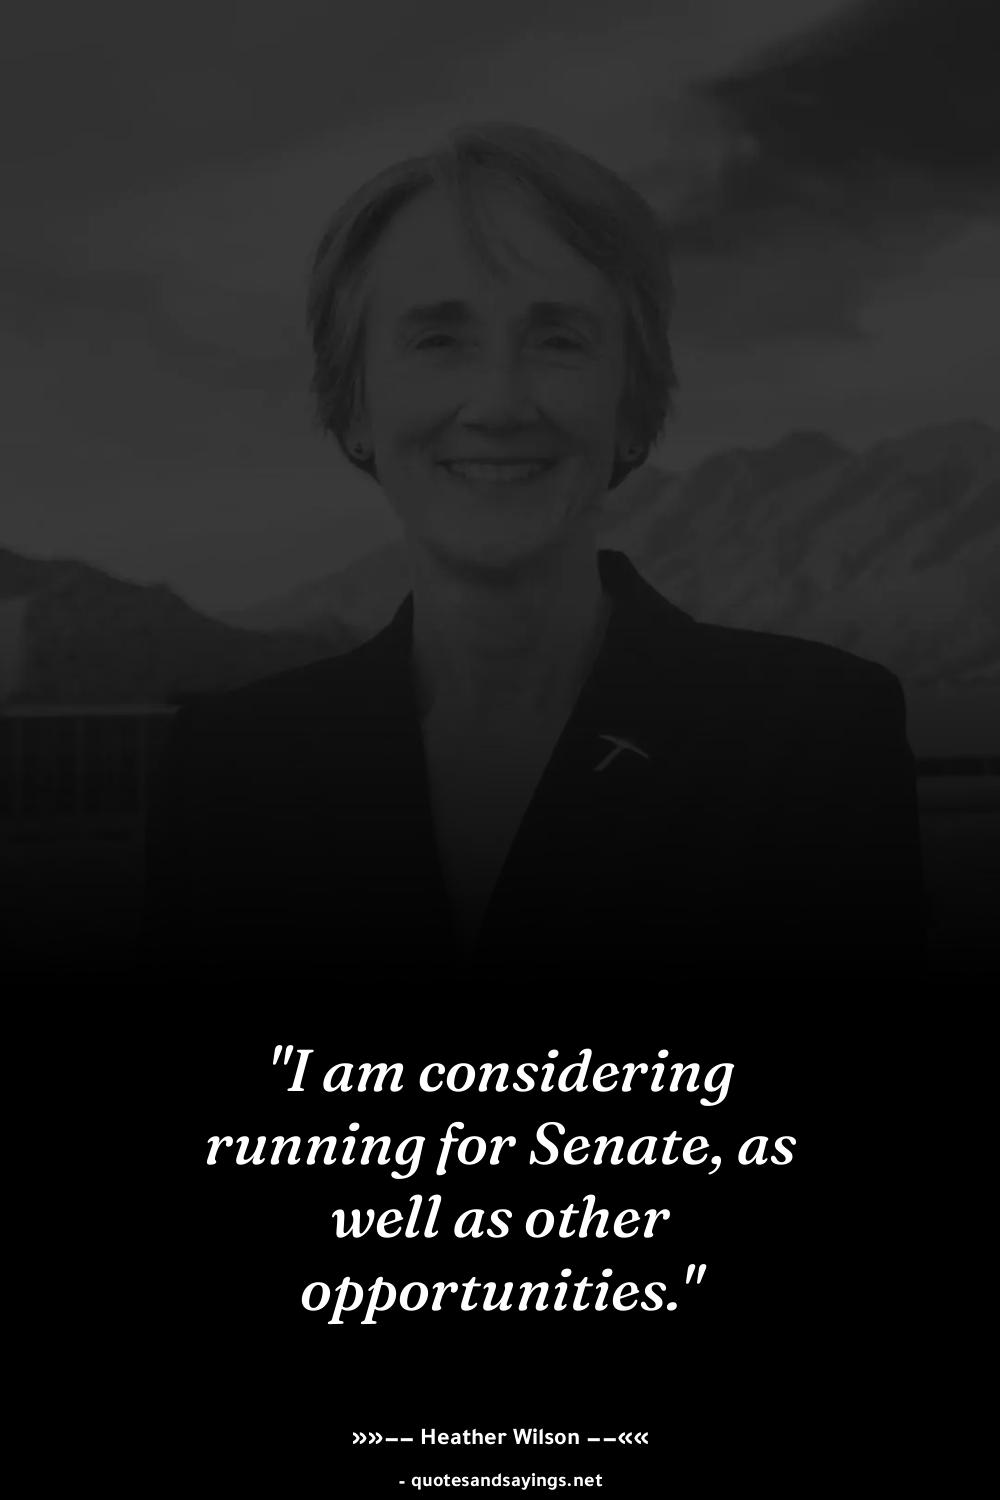 "I am considering
running for Senate, as
well as other
opportunities."
»»–– Heather Wilson ––««
- quotesandsayings.net